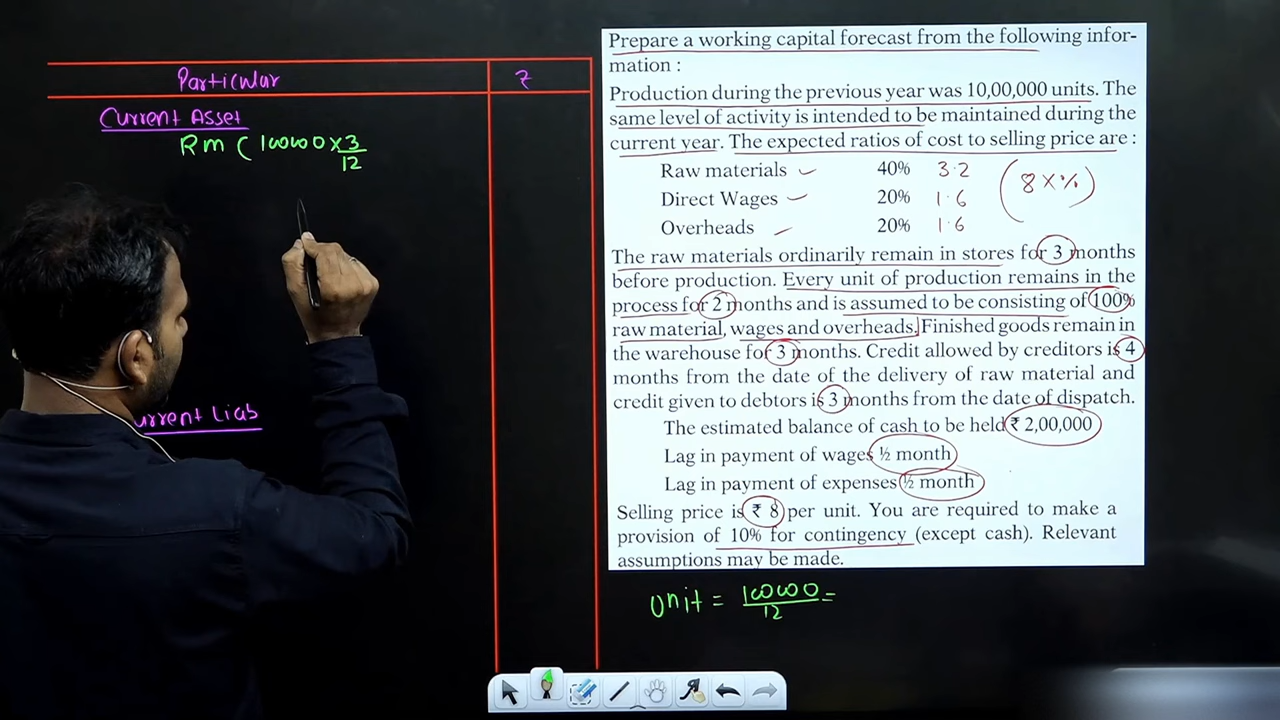 Particular ₹
Current Asset
Rm ( 100000 × 3
12
urrent Liab
Prepare a working capital forecast from the following infor-
mation :
Production during the previous year was 10,00,000 units. The
same level of activity is intended to be maintained during the
current year. The expected ratios of cost to selling price are :
Raw materials 40% 3.2 (8 × %)
Direct Wages 20% 1.6
Overheads 20% 1.6
The raw materials ordinarily remain in stores for 3 months
before production. Every unit of production remains in the
process for 2 months and is assumed to be consisting of 100%
raw material, wages and overheads. Finished goods remain in
the warehouse for 3 months. Credit allowed by creditors is 4
months from the date of the delivery of raw material and
credit given to debtors is 3 months from the date of dispatch.
The estimated balance of cash to be held ₹ 2,00,000
Lag in payment of wages ½ month
Lag in payment of expenses ½ month
Selling price is ₹ 8 per unit. You are required to make a
provision of 10% for contingency (except cash). Relevant
assumptions may be made.
Unit = 100000 =
12